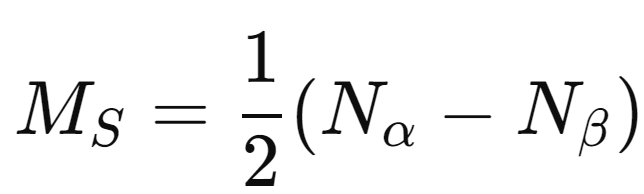 $M_S = \frac{1}{2}(N_\alpha - N_\beta)$